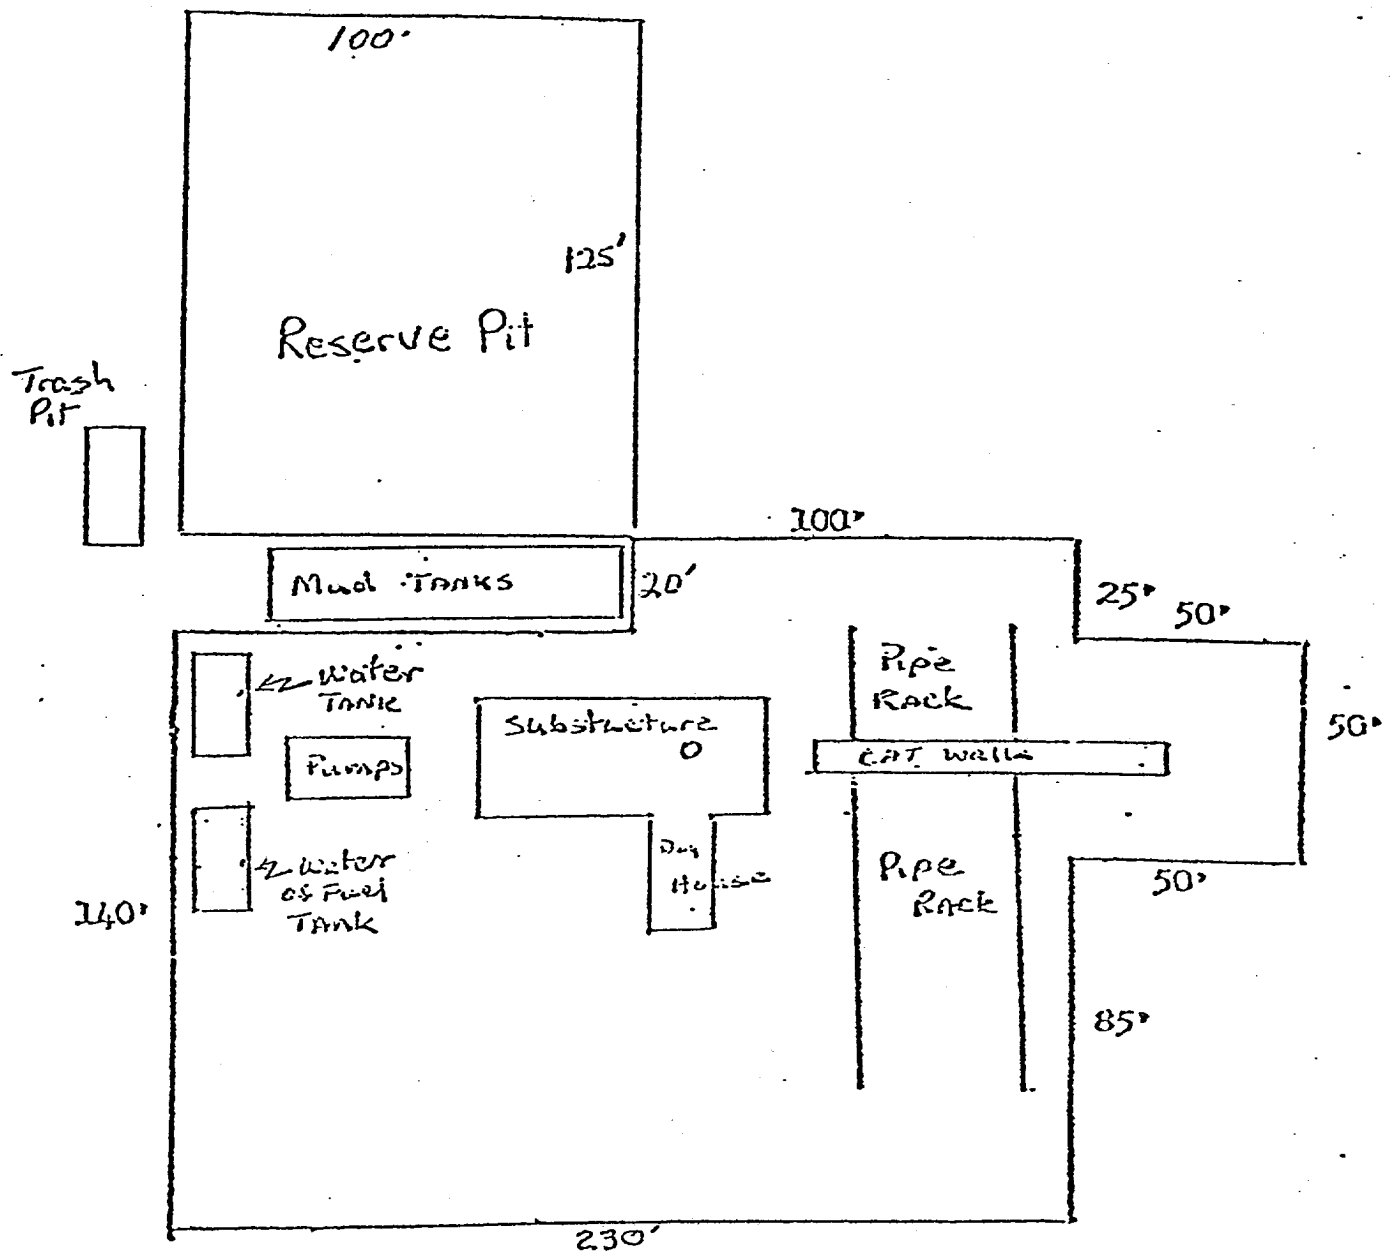 100'
125'
Reserve Pit
Trash
Pit
100'
Mud TANKS
20'
25'
50'
Water
TANK
Pipe
RACK
Substructure
50'
Pumps
CAT Walk
Water
or Fuel
TANK
Dog
House
Pipe
RACK
50'
140'
85'
230'